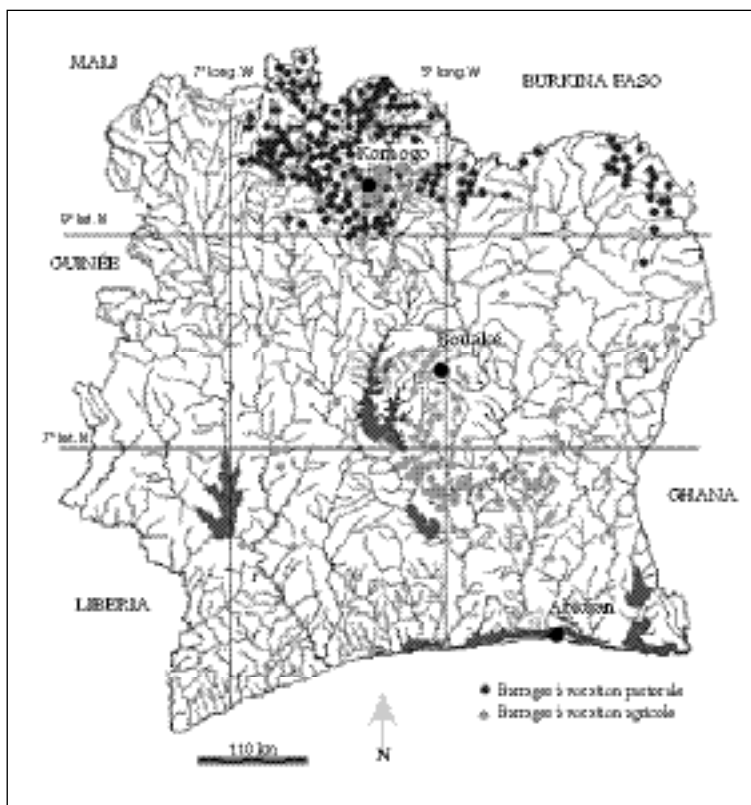 MALI
7° long. W
5° long. W
BURKINA FASO
Korhogo
9° lat. N
GUINÉE
Bouaké
7° lat. N
GHANA
LIBERIA
Abidjan
Barrages à vocation pastorale
Barrages à vocation agricole
110 km
N